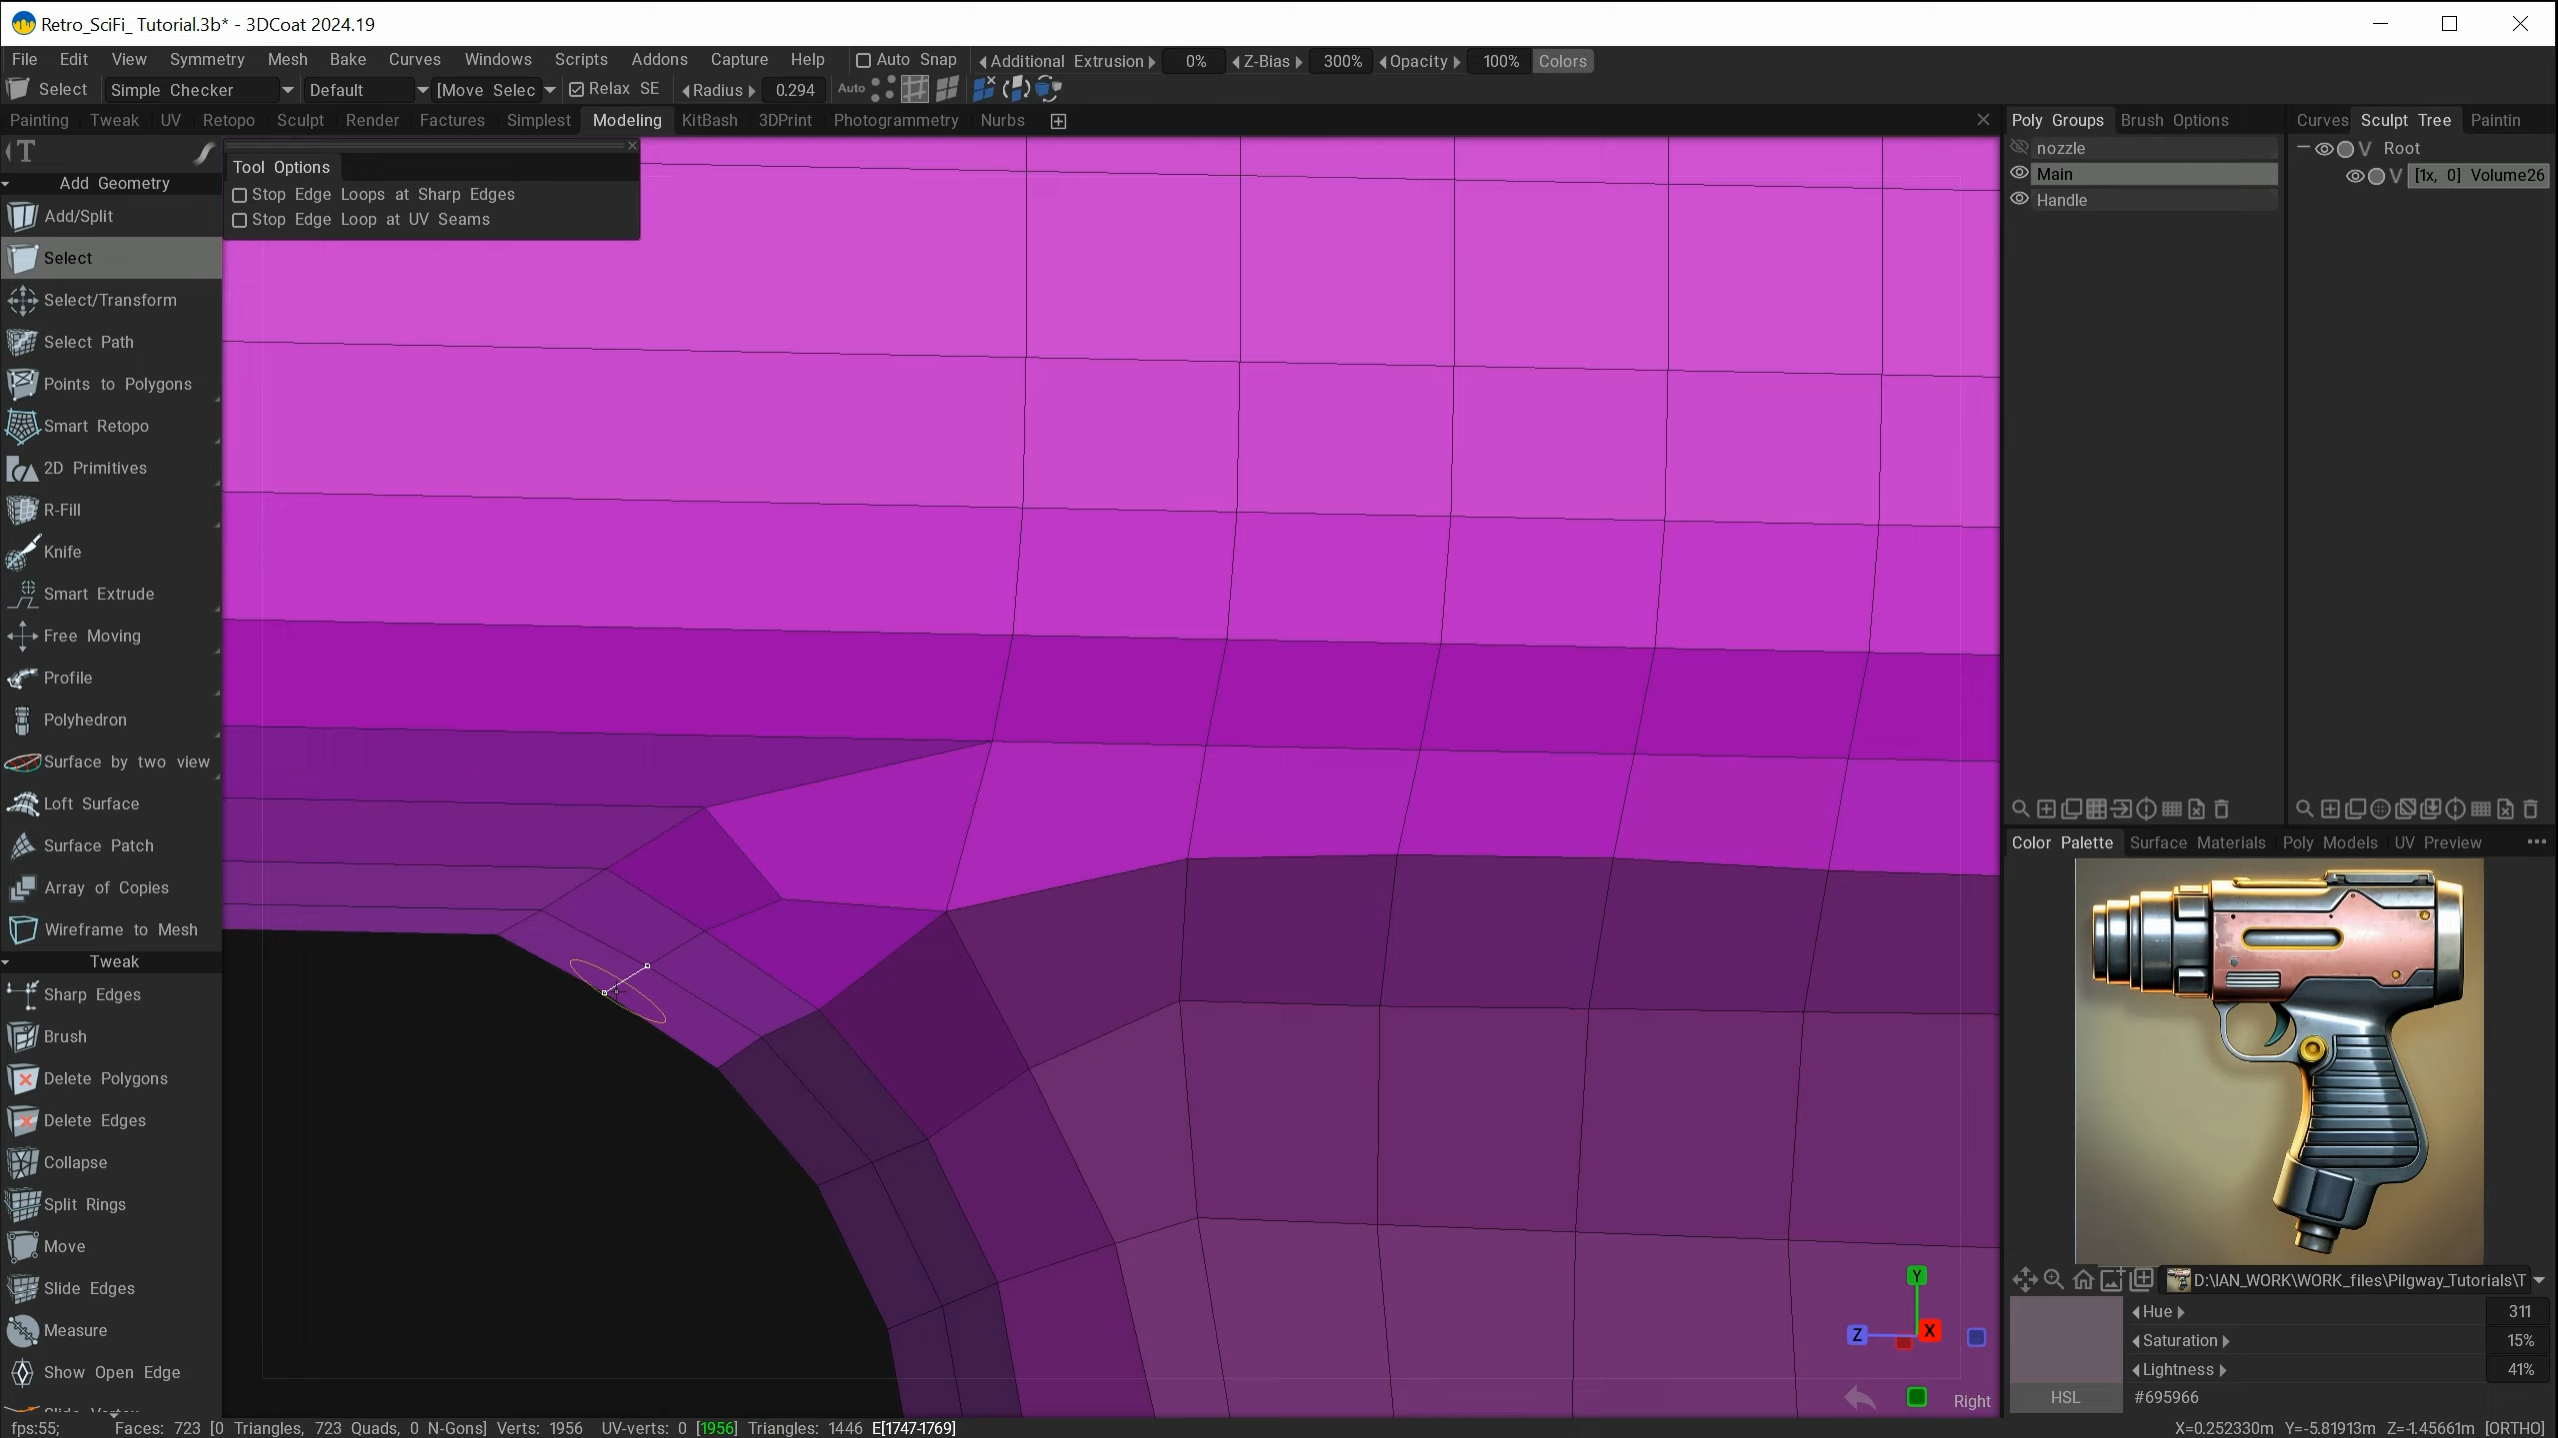 Retro_SciFi_ Tutorial.3b* - 3DCoat 2024.19
File Edit View Symmetry Mesh Bake Curves Windows Scripts Addons Capture Help Auto Snap Additional Extrusion 0% Z-Bias 300% Opacity 100% Colors
Select Simple Checker Default [Move Selec Relax SE Radius 0.294 Auto
Painting Tweak UV Retopo Sculpt Render Factures Simplest Modeling KitBash 3DPrint Photogrammetry Nurbs
Poly Groups Brush Options
Curves Sculpt Tree Paintin
T
Add Geometry
Add/Split
Select
Select/Transform
Select Path
Points to Polygons
Smart Retopo
2D Primitives
R-Fill
Knife
Smart Extrude
Free Moving
Profile
Polyhedron
Surface by two view
Loft Surface
Surface Patch
Array of Copies
Wireframe to Mesh
Tweak
Sharp Edges
Brush
Delete Polygons
Delete Edges
Collapse
Split Rings
Move
Slide Edges
Measure
Show Open Edge
Tool Options
Stop Edge Loops at Sharp Edges
Stop Edge Loop at UV Seams
nozzle
Main
Handle
V Root
V [1x, 0] Volume26
Color Palette Surface Materials Poly Models UV Preview
D:\IAN_WORK\WORK_files\Pilgway_Tutorials\T
Hue 311
Saturation 15%
Lightness 41%
HSL #695966
Y
Z X
Right
fps:55; Faces: 723 [0 Triangles, 723 Quads, 0 N-Gons] Verts: 1956 UV-verts: 0 [1956] Triangles: 1446 E[1747-1769]
X=0.252330m Y=-5.81913m Z=-1.45661m [ORTHO]